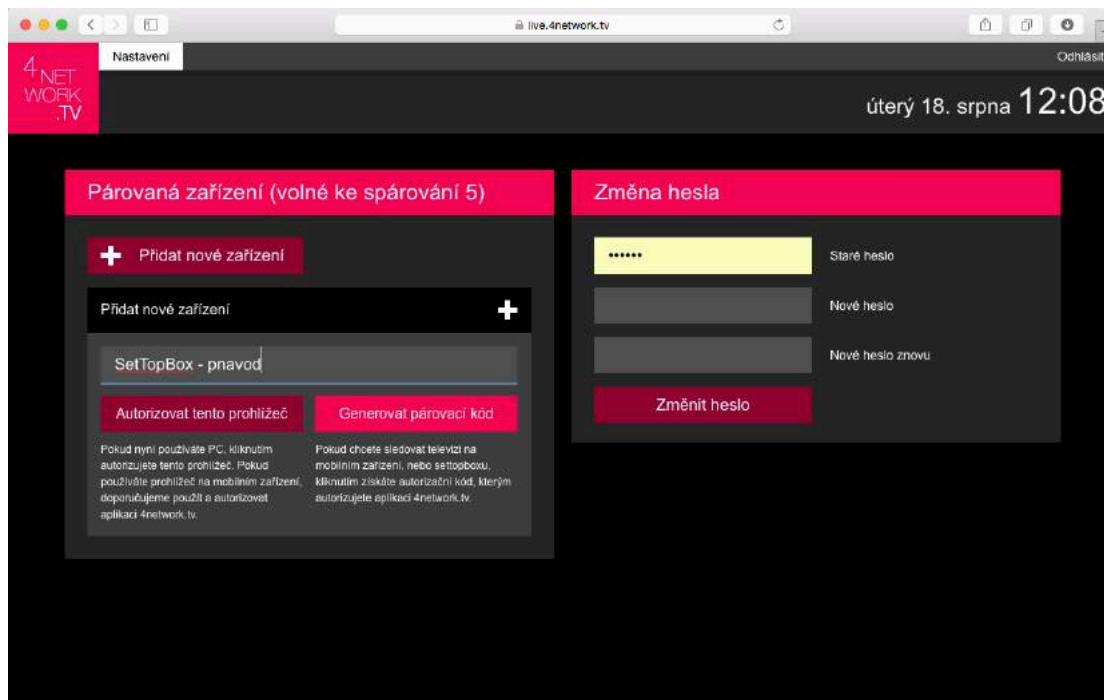 live.4network.tv
Nastavení
Odhlásit
4
NET
WORK
.TV
úterý 18. srpna 12:08
Párovaná zařízení (volné ke spárování 5)
Přidat nové zařízení
Přidat nové zařízení
SetTopBox - pnavod
Autorizovat tento prohlížeč
Generovat párovací kód
Pokud nyní používáte PC, kliknutím
autorizujete tento prohlížeč. Pokud
používáte prohlížeč na mobilním zařízení,
doporučujeme použít a autorizovat
aplikaci 4network.tv.
Pokud chcete sledovat televizi na
mobilním zařízení, nebo settopboxu,
kliknutím získáte autorizační kód, kterým
autorizujete aplikaci 4network.tv.
Změna hesla
••••••
Staré heslo
Nové heslo
Nové heslo znovu
Změnit heslo